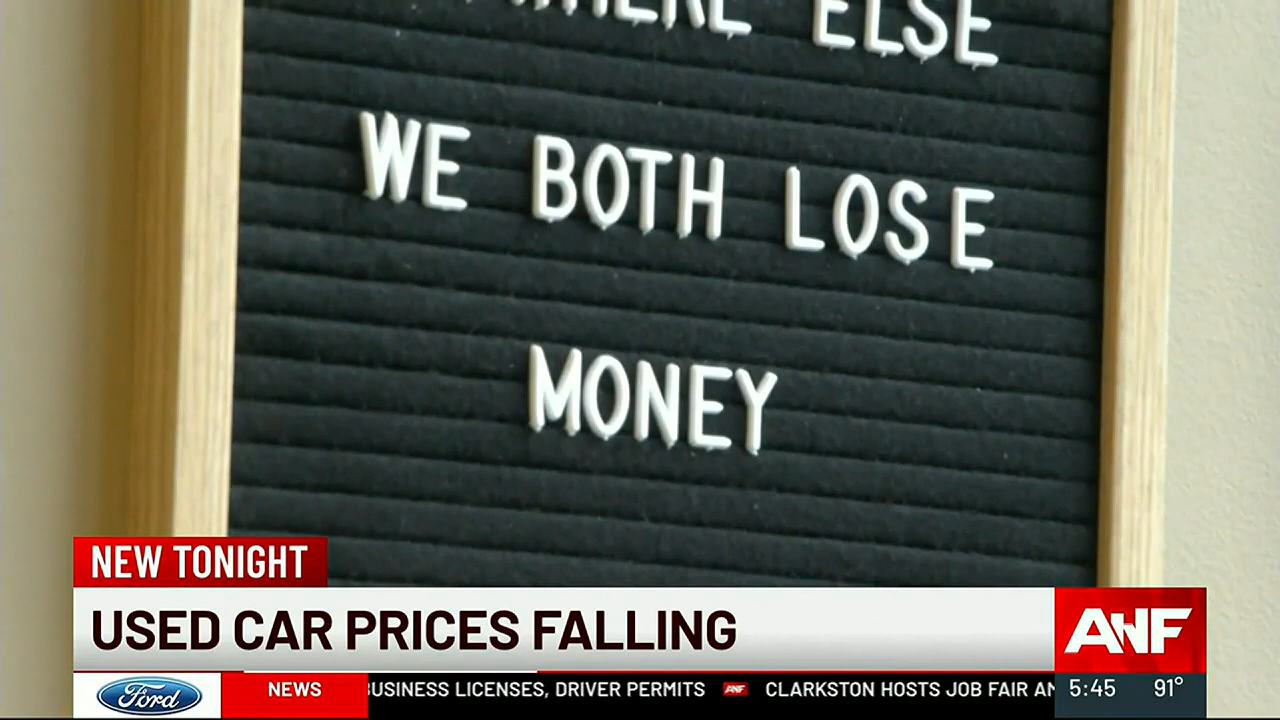 ELSE
WE BOTH LOSE
MONEY
NEW TONIGHT
USED CAR PRICES FALLING
ANF
Ford
NEWS
BUSINESS LICENSES, DRIVER PERMITS ANF CLARKSTON HOSTS JOB FAIR
5:45 91°